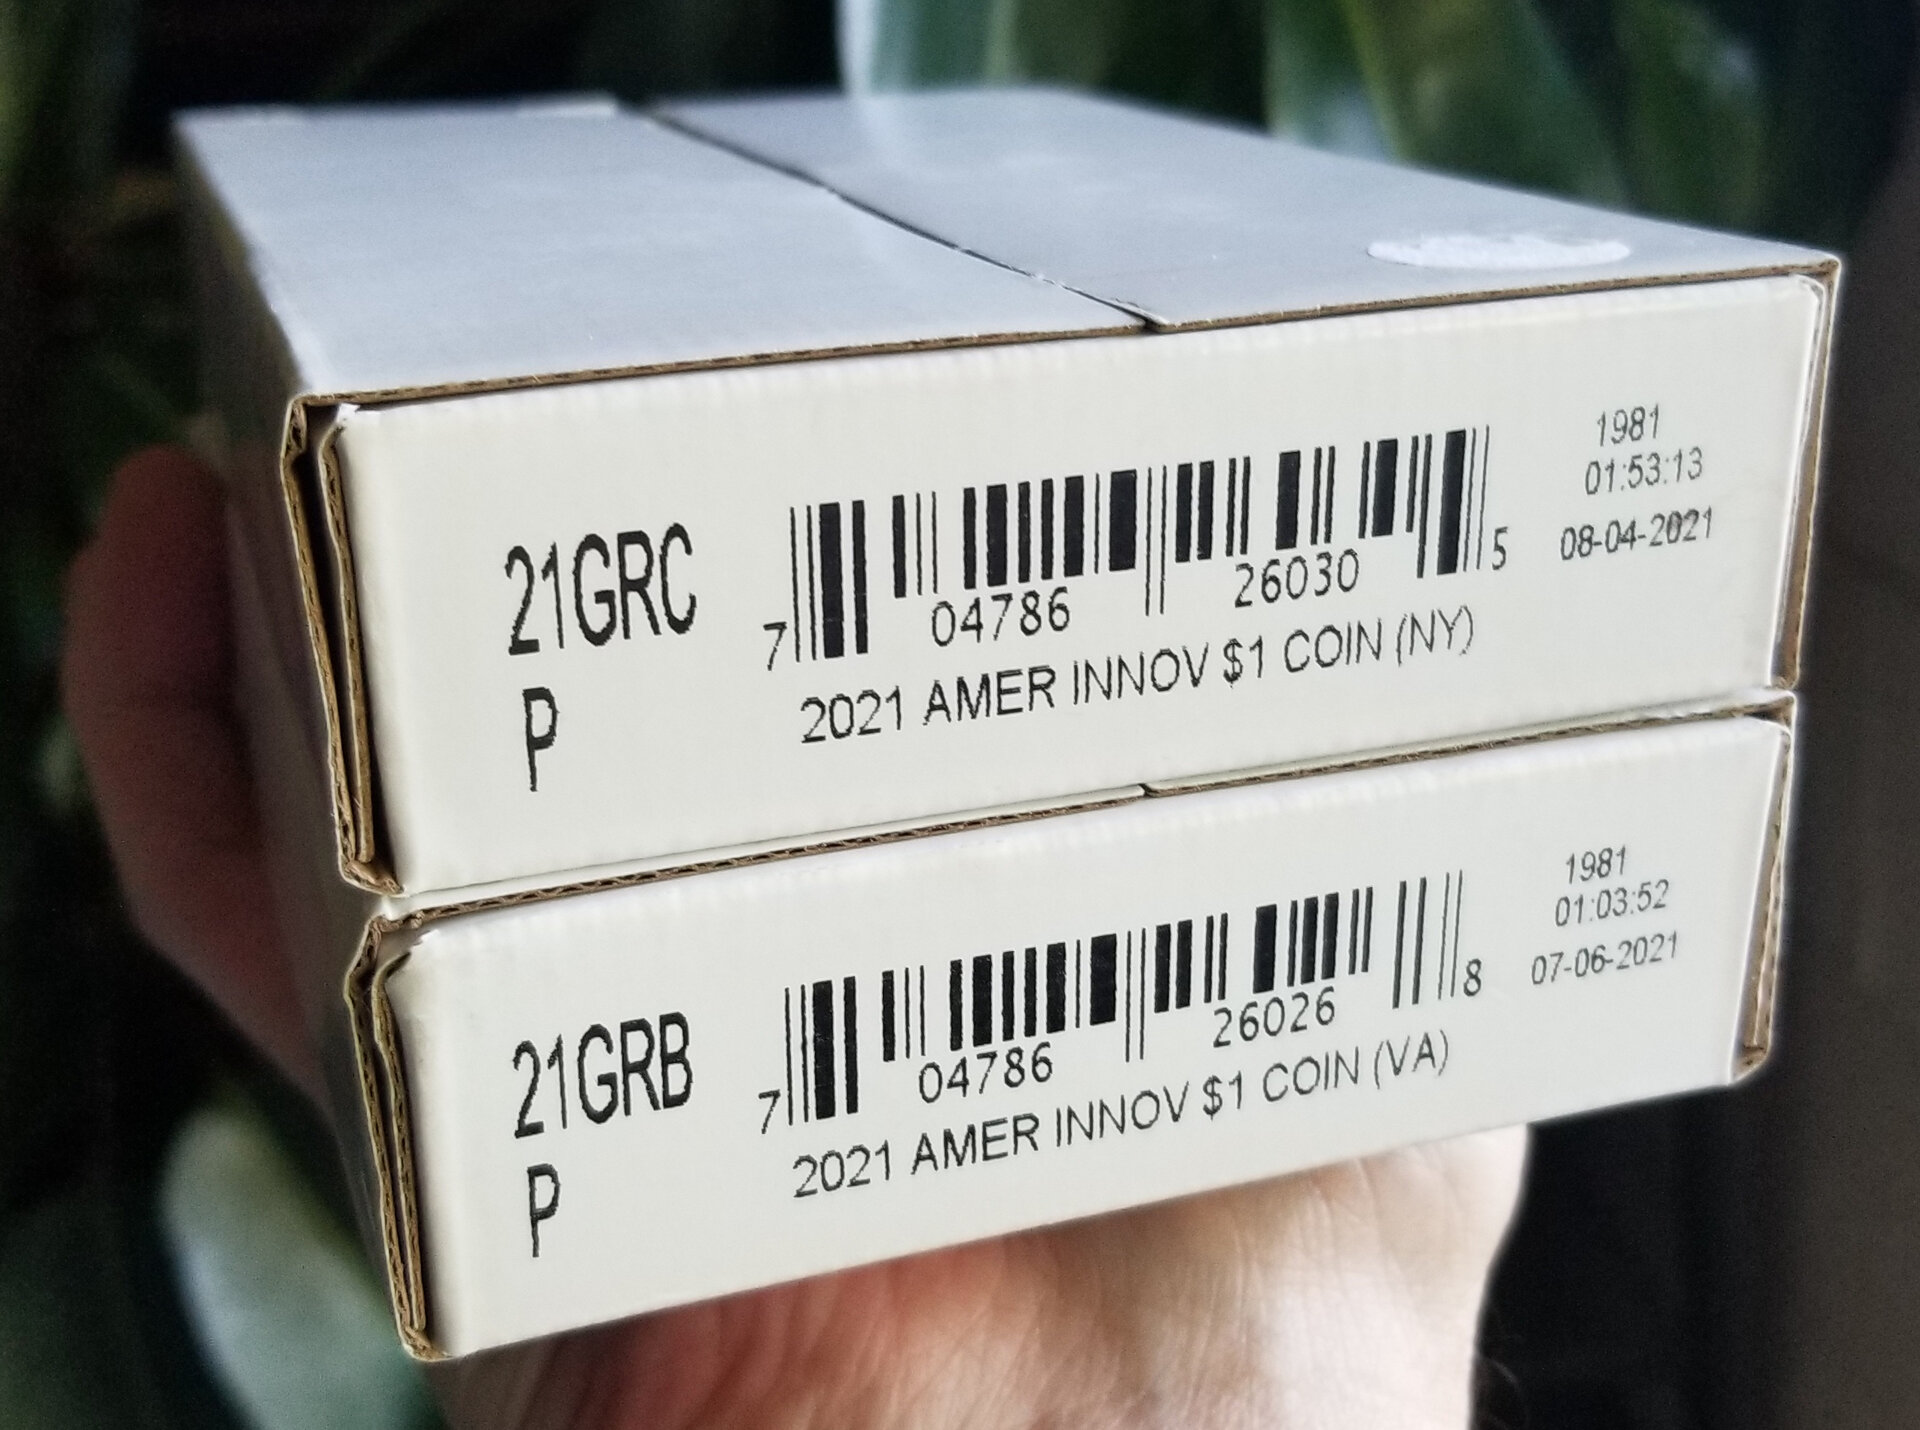 21GRC
P
7 04786 26030 5
2021 AMER INNOV $1 COIN (NY)
1981
01:53:13
08-04-2021
21GRB
P
7 04786 26026 8
2021 AMER INNOV $1 COIN (VA)
1981
01:03:52
07-06-2021